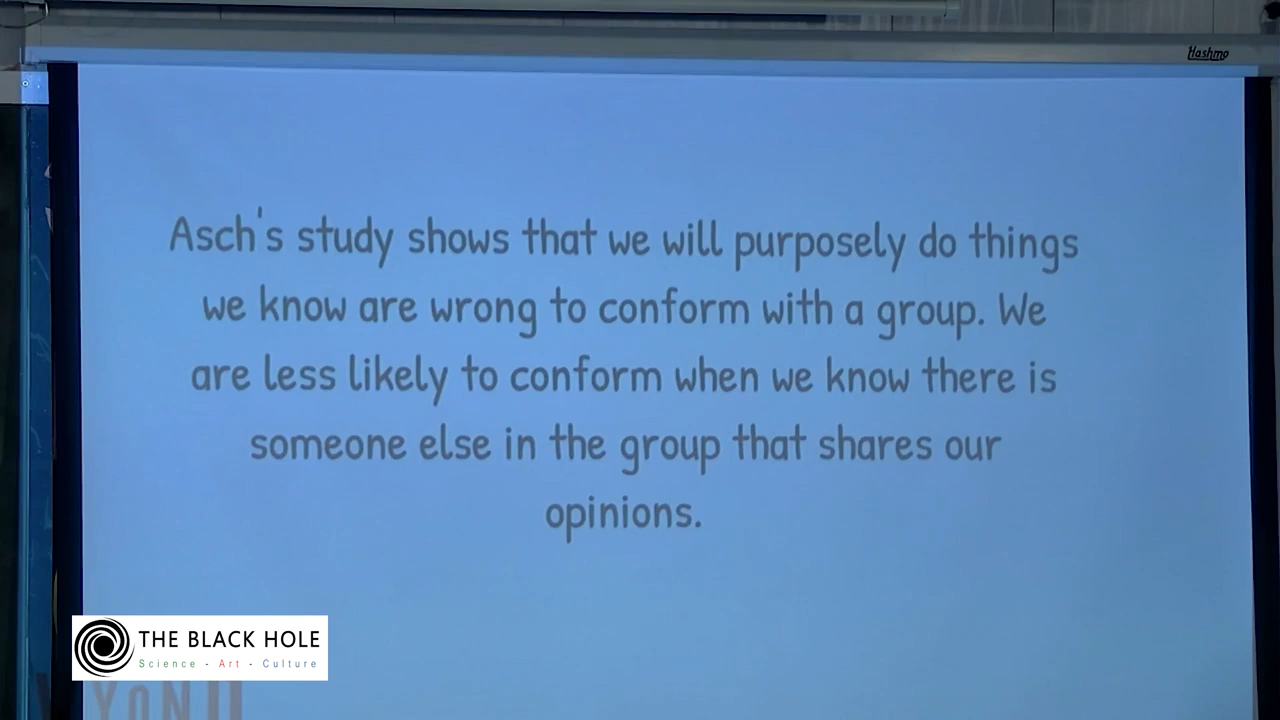 Hashmo
Asch's study shows that we will purposely do things
we know are wrong to conform with a group. We
are less likely to conform when we know there is
someone else in the group that shares our
opinions.
THE BLACK HOLE
Science - Art - Culture